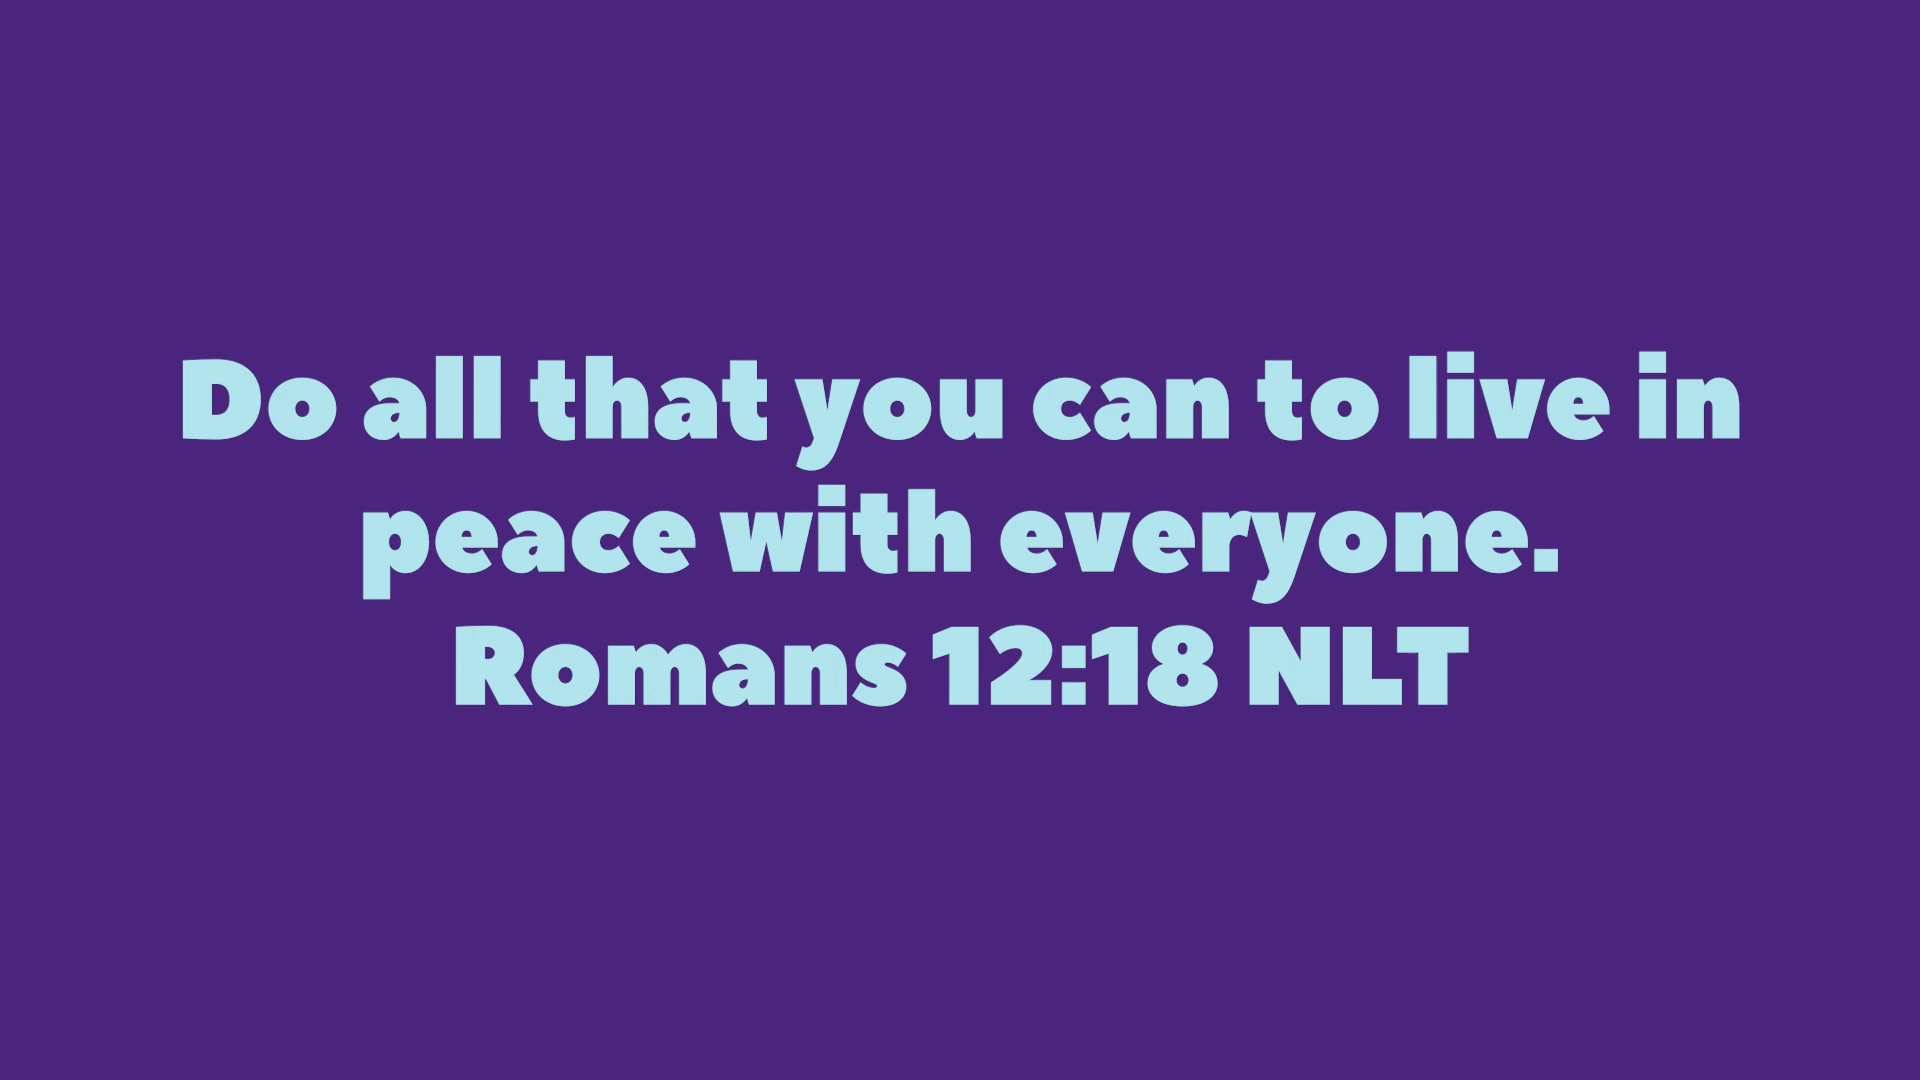 Do all that you can to live in
peace with everyone.
Romans 12:18 NLT